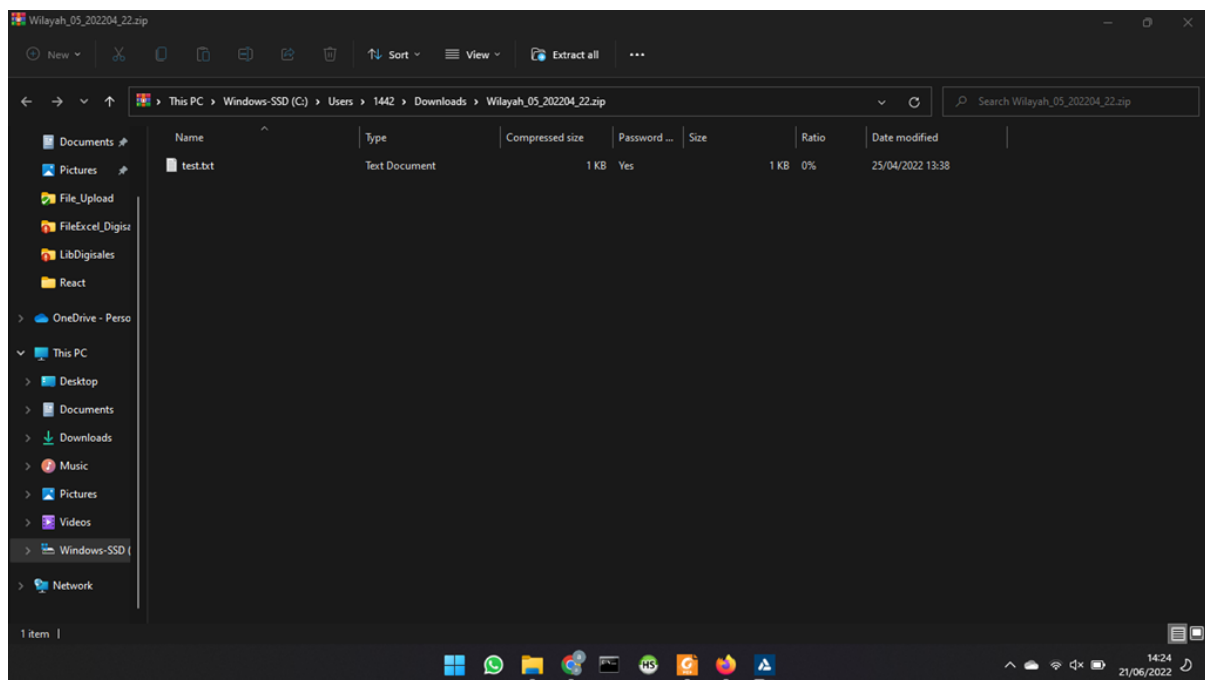 Wilayah_05_202204_22.zip
New
Sort
View
Extract all
This PC > Windows-SSD (C:) > Users > 1442 > Downloads > Wilayah_05_202204_22.zip
Search Wilayah_05_202204_22.zip
Name Type Compressed size Password ... Size Ratio Date modified
test.txt Text Document 1 KB Yes 1 KB 0% 25/04/2022 13:38
Documents
Pictures
File_Upload
FileExcel_Digisa
LibDigisales
React
OneDrive - Perso
This PC
Desktop
Documents
Downloads
Music
Pictures
Videos
Windows-SSD (
Network
1 item
HS
14:24
21/06/2022